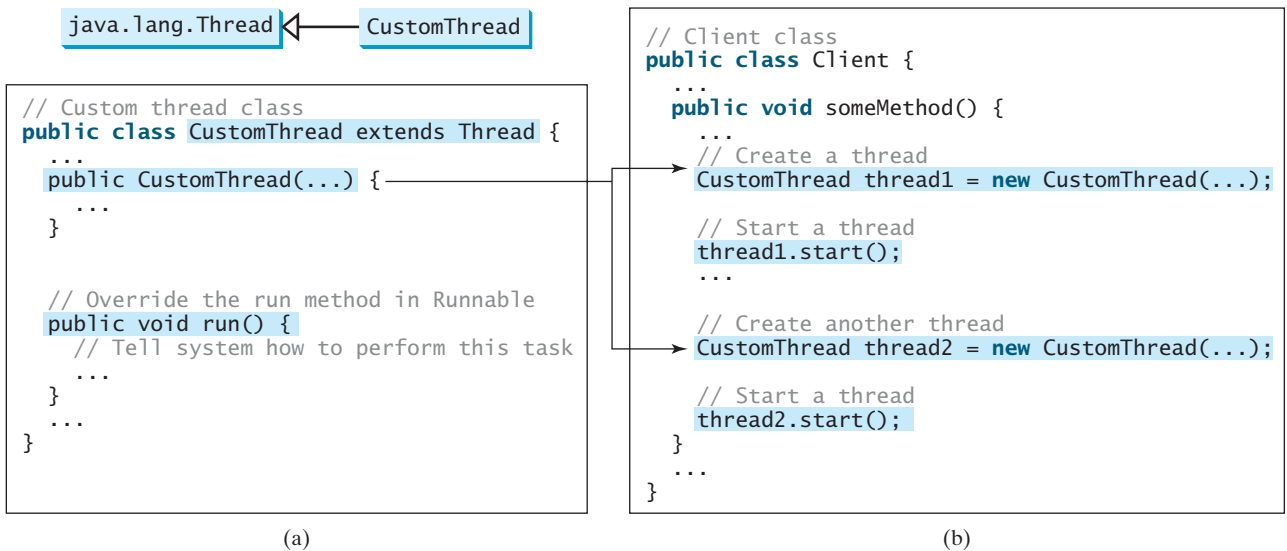 java.lang.Thread
CustomThread
// Custom thread class
public class CustomThread extends Thread {
...
public CustomThread(...) {
...
}
// Override the run method in Runnable
public void run() {
// Tell system how to perform this task
...
}
...
}
(a)
// Client class
public class Client {
...
public void someMethod() {
...
// Create a thread
CustomThread thread1 = new CustomThread(...);
// Start a thread
thread1.start();
...
// Create another thread
CustomThread thread2 = new CustomThread(...);
// Start a thread
thread2.start();
}
...
}
(b)